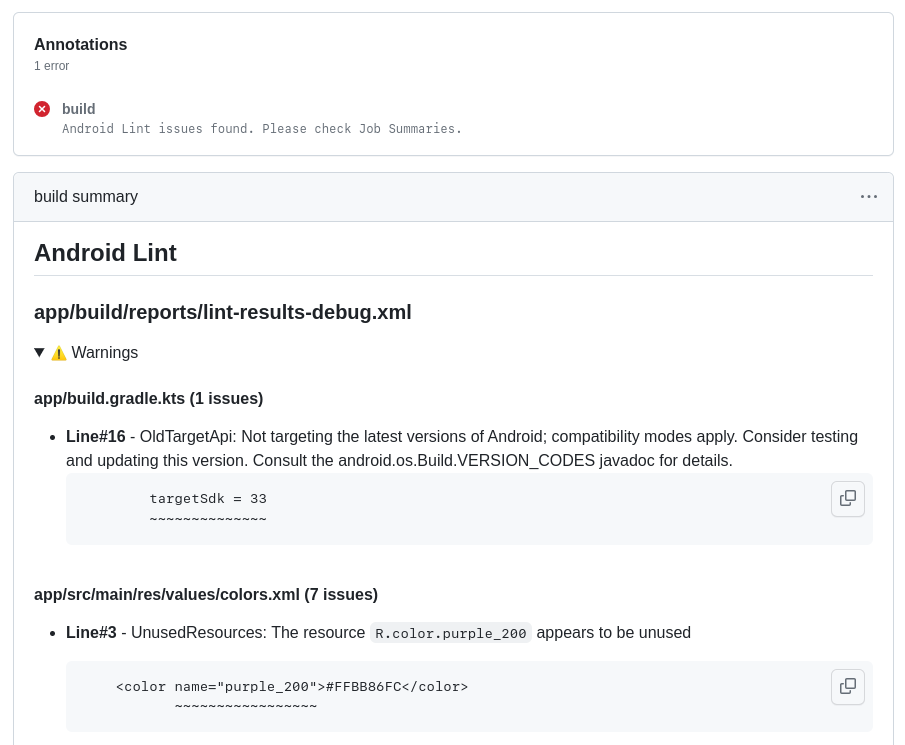 Annotations
1 error
build
Android Lint issues found. Please check Job Summaries.
build summary
Android Lint
app/build/reports/lint-results-debug.xml
Warnings
app/build.gradle.kts (1 issues)
Line#16 - OldTargetApi: Not targeting the latest versions of Android; compatibility modes apply. Consider testing
and updating this version. Consult the android.os.Build.VERSION_CODES javadoc for details.
targetSdk = 33
~~~~~~~~~~~~~~
app/src/main/res/values/colors.xml (7 issues)
Line#3 - UnusedResources: The resource R.color.purple_200 appears to be unused
<color name="purple_200">#FFBB86FC</color>
~~~~~~~~~~~~~~~~~